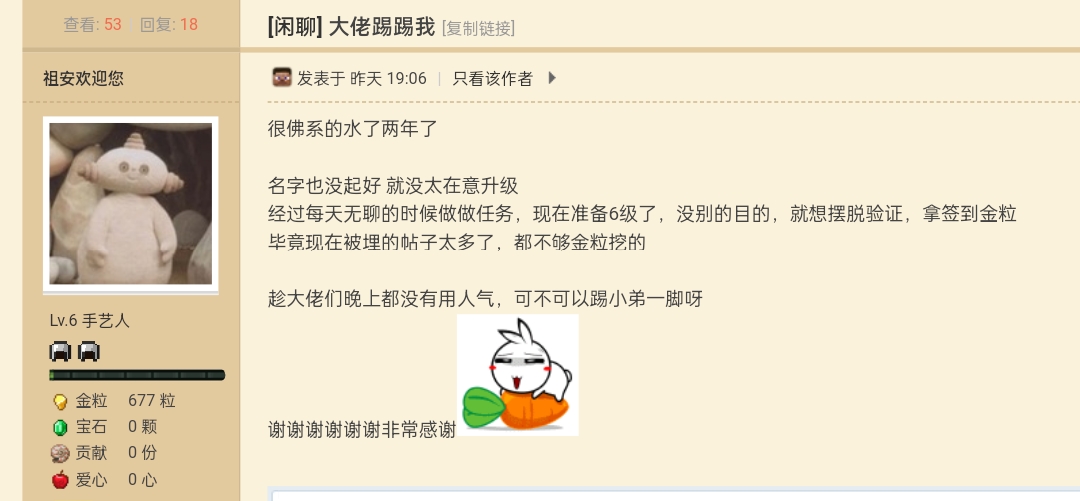 查看: 53 回复: 18
[闲聊] 大佬踢踢我 [复制链接]
祖安欢迎您
发表于 昨天 19:06 | 只看该作者
很佛系的水了两年了
名字也没起好 就没太在意升级
经过每天无聊的时候做做任务，现在准备6级了，没别的目的，就想摆脱验证，拿签到金粒
毕竟现在被埋的帖子太多了，都不够金粒挖的
趁大佬们晚上都没有用人气，可不可以踢小弟一脚呀
谢谢谢谢谢谢非常感谢
Lv.6 手艺人
金粒 677 粒
宝石 0 颗
贡献 0 份
爱心 0 心